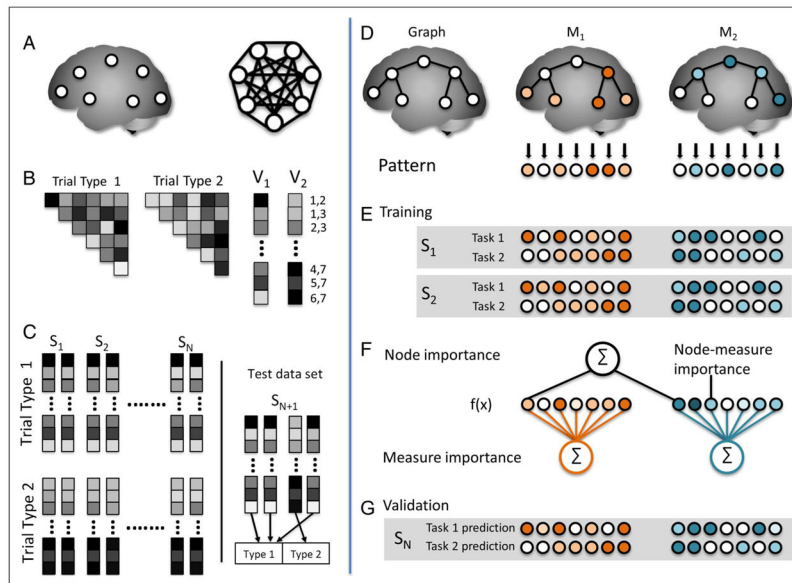 A
B
Trial Type 1 Trial Type 2 V1 V2
1,2
1,3
2,3
4,7
5,7
6,7
C
S1 S2 SN
Trial Type 1
Trial Type 2
Test data set
SN+1
Type 1 Type 2
D Graph M1 M2
Pattern
E Training
S1 Task 1
Task 2
S2 Task 1
Task 2
F
Node importance Σ Node-measure
importance
f(x)
Measure importance Σ Σ
G Validation
SN Task 1 prediction
Task 2 prediction